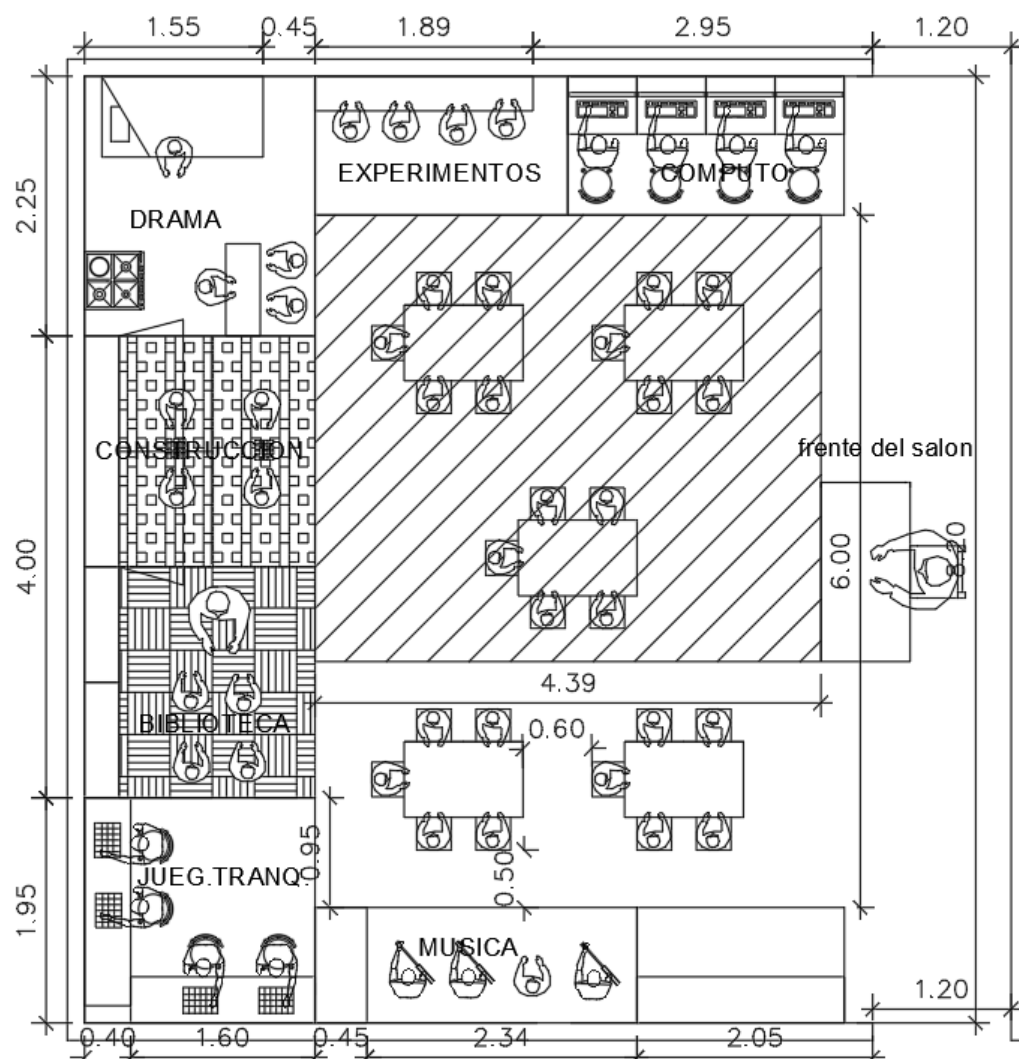 1.55
0.45
1.89
2.95
1.20
EXPERIMENTOS
COMPUTO
2.25
DRAMA
CONSTRUCCION
frente del salon
4.00
6.00
4.39
BIBLIOTECA
0.60
0.95
JUEG.TRANQ.
0.50
1.95
MUSICA
1.20
0.40
1.60
0.45
2.34
2.05